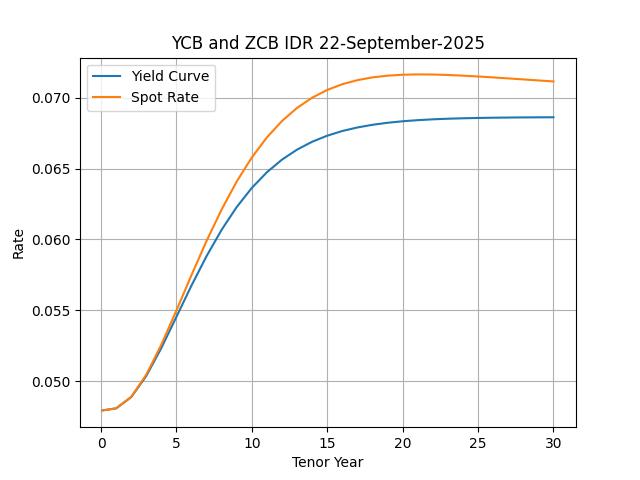 YCB and ZCB IDR 22-September-2025
Yield Curve
Spot Rate
0.070
0.065
0.060
0.055
0.050
Rate
0 5 10 15 20 25 30
Tenor Year